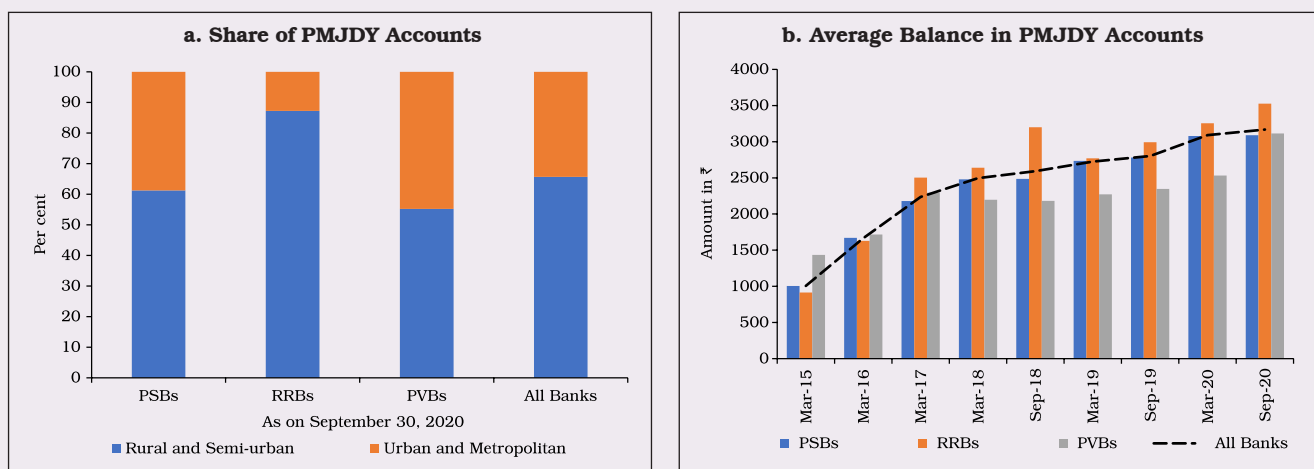 a. Share of PMJDY Accounts
100
90
80
70
60
50
40
30
20
10
0
Per cent
PSBs RRBs PVBs All Banks
As on September 30, 2020
Rural and Semi-urban Urban and Metropolitan
b. Average Balance in PMJDY Accounts
4000
3500
3000
2500
2000
1500
1000
500
0
Amount in ₹
Mar-15 Mar-16 Mar-17 Mar-18 Sep-18 Mar-19 Sep-19 Mar-20 Sep-20
PSBs RRBs PVBs All Banks